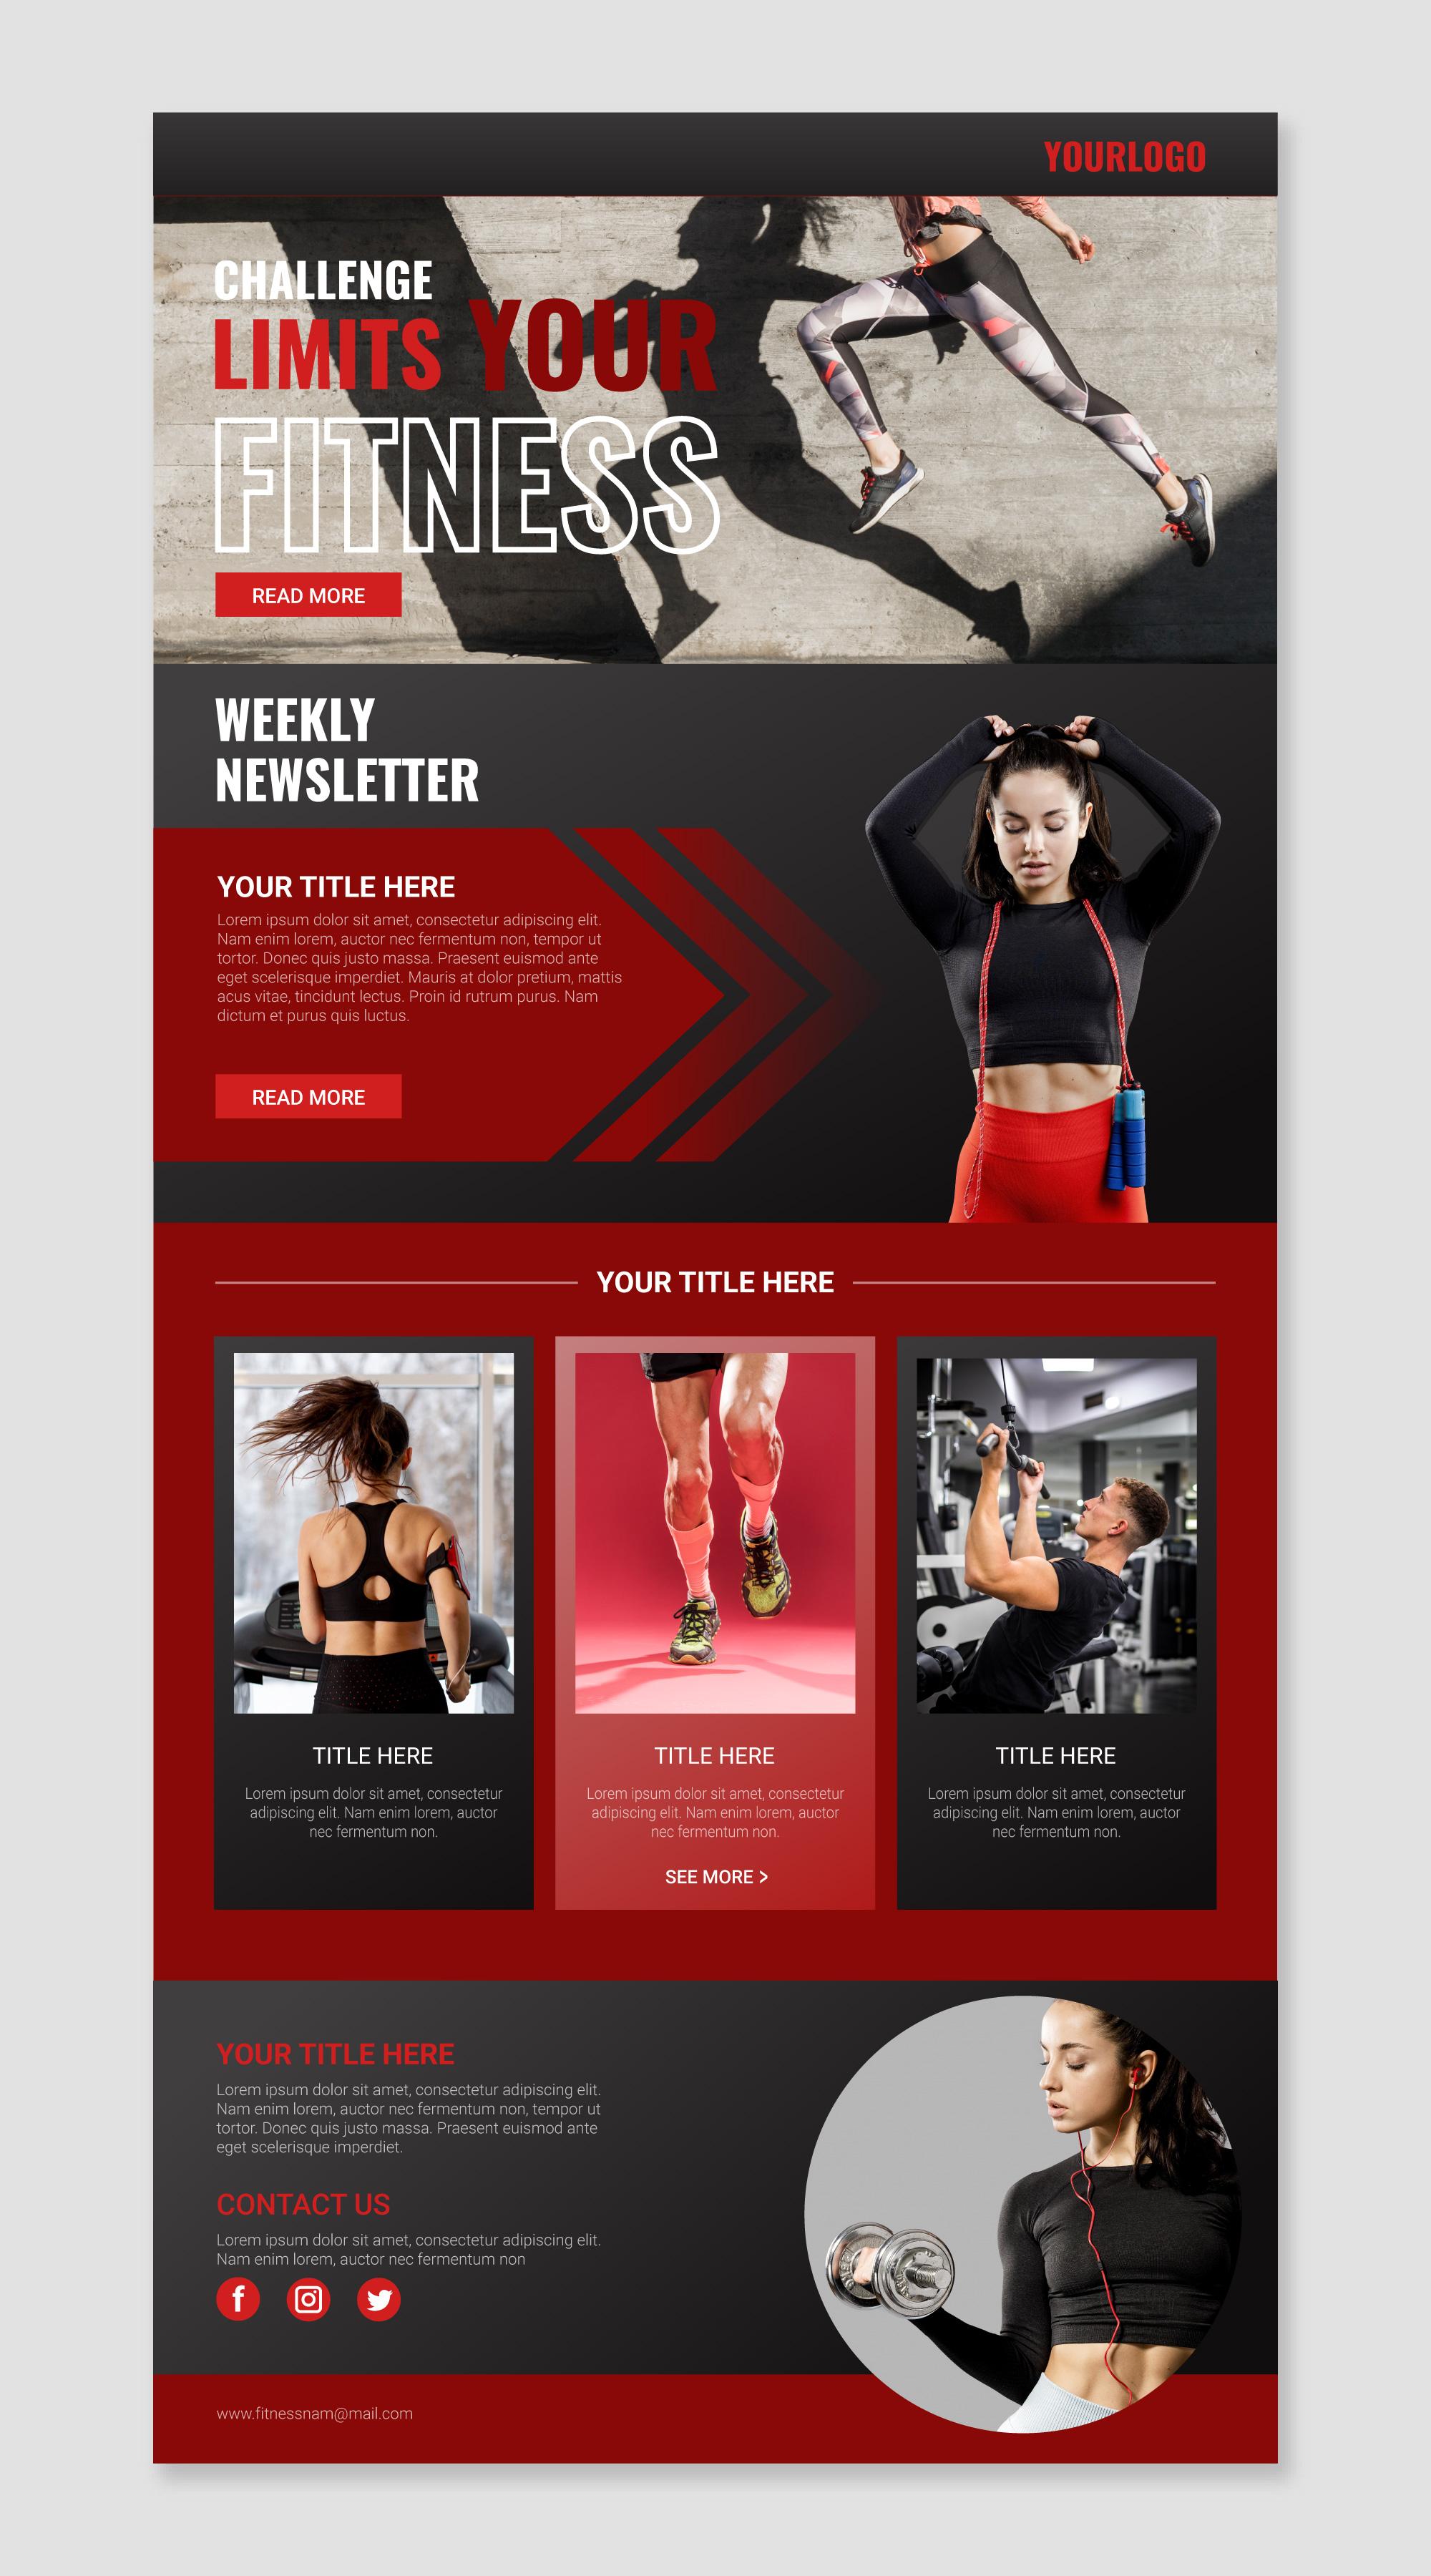 YOURLOGO
CHALLENGE
LIMITS YOUR
FITNESS
READ MORE
WEEKLY
NEWSLETTER
YOUR TITLE HERE
Lorem ipsum dolor sit amet, consectetur adipiscing elit.
Nam enim lorem, auctor nec fermentum non, tempor ut
tortor. Donec quis justo massa. Praesent euismod ante
eget scelerisque imperdiet. Mauris at dolor pretium, mattis
acus vitae, tincidunt lectus. Proin id rutrum purus. Nam
dictum et purus quis luctus.
READ MORE
YOUR TITLE HERE
TITLE HERE
Lorem ipsum dolor sit amet, consectetur
adipiscing elit. Nam enim lorem, auctor
nec fermentum non.
TITLE HERE
Lorem ipsum dolor sit amet, consectetur
adipiscing elit. Nam enim lorem, auctor
nec fermentum non.
SEE MORE >
TITLE HERE
Lorem ipsum dolor sit amet, consectetur
adipiscing elit. Nam enim lorem, auctor
nec fermentum non.
YOUR TITLE HERE
Lorem ipsum dolor sit amet, consectetur adipiscing elit.
Nam enim lorem, auctor nec fermentum non, tempor ut
tortor. Donec quis justo massa. Praesent euismod ante
eget scelerisque imperdiet.
CONTACT US
Lorem ipsum dolor sit amet, consectetur adipiscing elit.
Nam enim lorem, auctor nec fermentum non
www.fitnessnam@mail.com